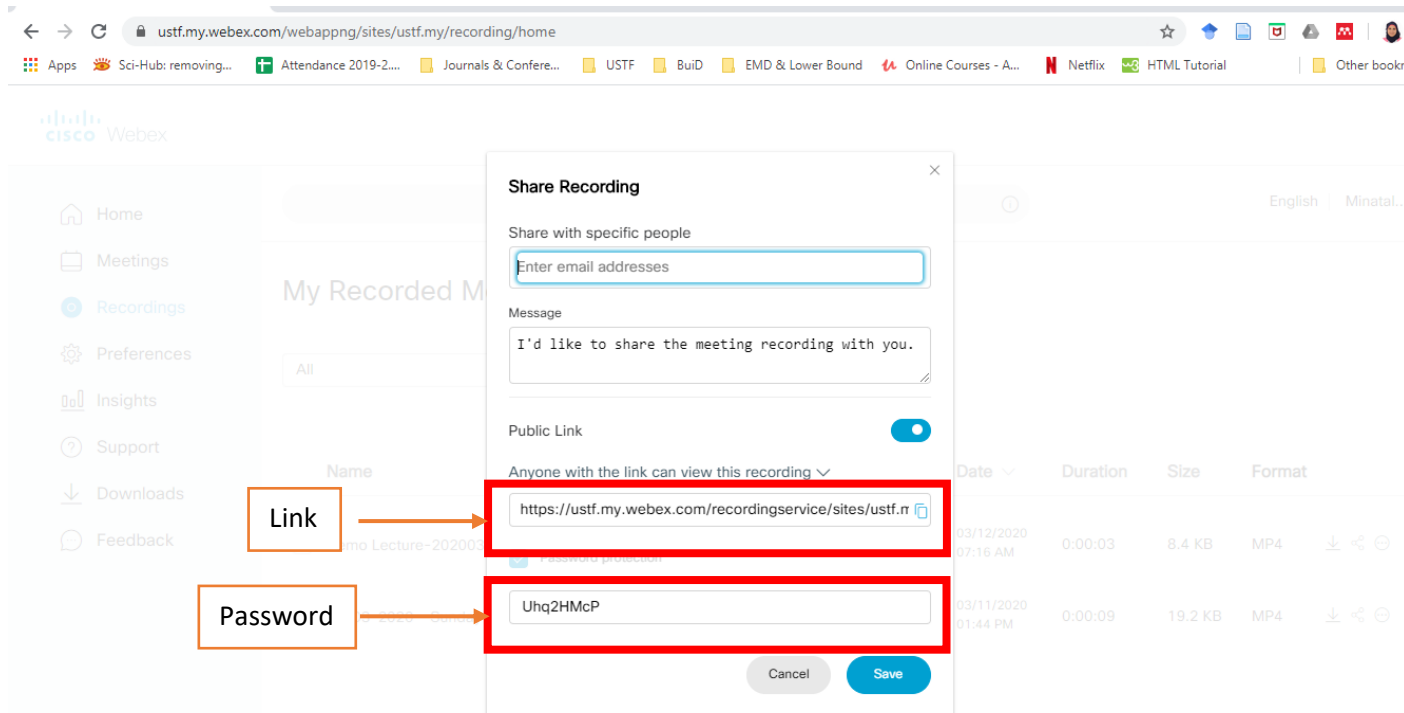 ustf.my.webex.com/webappng/sites/ustf.my/recording/home
Apps Sci-Hub: removing... Attendance 2019-2.... Journals & Confere... USTF BuiD EMD & Lower Bound Online Courses - A... Netflix HTML Tutorial Other bookr
cisco Webex
Share Recording
English Minatal...
Home
Meetings
Recordings
Preferences
Insights
Support
Downloads
Feedback
My Recorded M
All
Share with specific people
Enter email addresses
Message
I'd like to share the meeting recording with you.
Public Link
Anyone with the link can view this recording
Name Date Duration Size Format
Link
https://ustf.my.webex.com/recordingservice/sites/ustf.m
mo Lecture-202003
03/12/2020
07:16 AM
0:00:03 8.4 KB MP4
Password protection
Password
Uhq2HMcP
03/11/2020
01:44 PM
0:00:09 19.2 KB MP4
Cancel Save